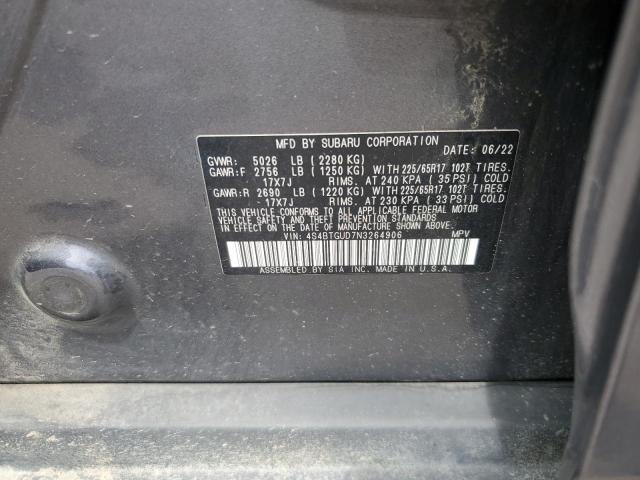 MFD BY SUBARU CORPORATION DATE: 06/22
GVWR: 5026 LB (2280 KG)
GAWR:F 2756 LB (1250 KG) WITH 225/65R17 102T TIRES.
17X7J RIMS. AT 240 KPA (35 PSI) COLD
GAWR:R 2690 LB (1220 KG) WITH 225/65R17 102T TIRES.
17X7J RIMS. AT 230 KPA (33 PSI) COLD
THIS VEHICLE CONFORMS TO ALL APPLICABLE FEDERAL MOTOR
VEHICLE SAFETY AND THEFT PREVENTION STANDARDS
IN EFFECT ON THE DATE OF MANUFACTURE SHOWN ABOVE.
VIN: 4S4BTGUD7N3264906 MPV
ASSEMBLED BY SIA INC. MADE IN U.S.A.